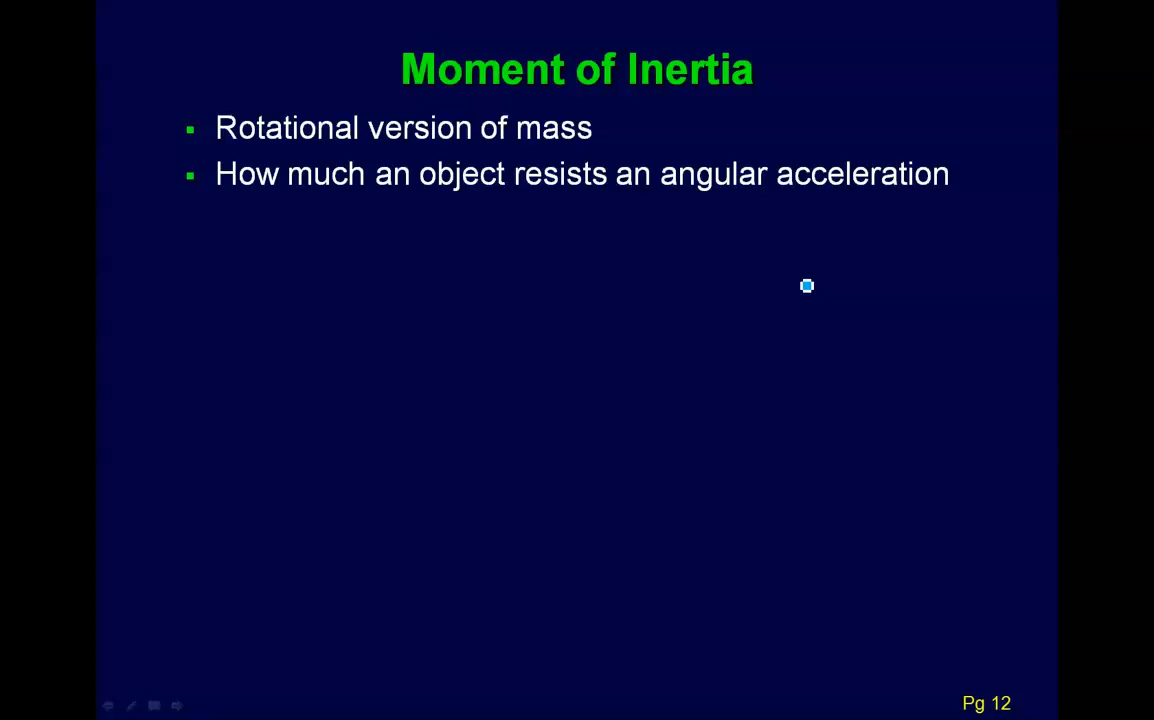 Moment of Inertia
▪ Rotational version of mass
▪ How much an object resists an angular acceleration
Pg 12